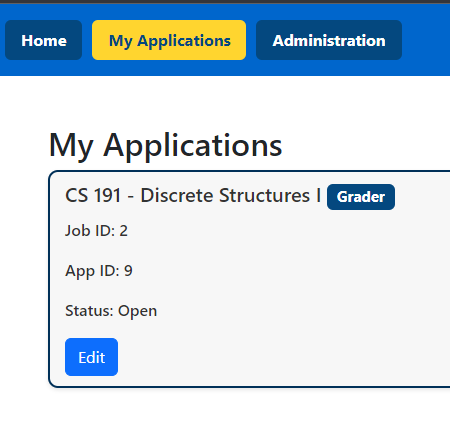 Home My Applications Administration
My Applications
CS 191 - Discrete Structures I Grader
Job ID: 2
App ID: 9
Status: Open
Edit